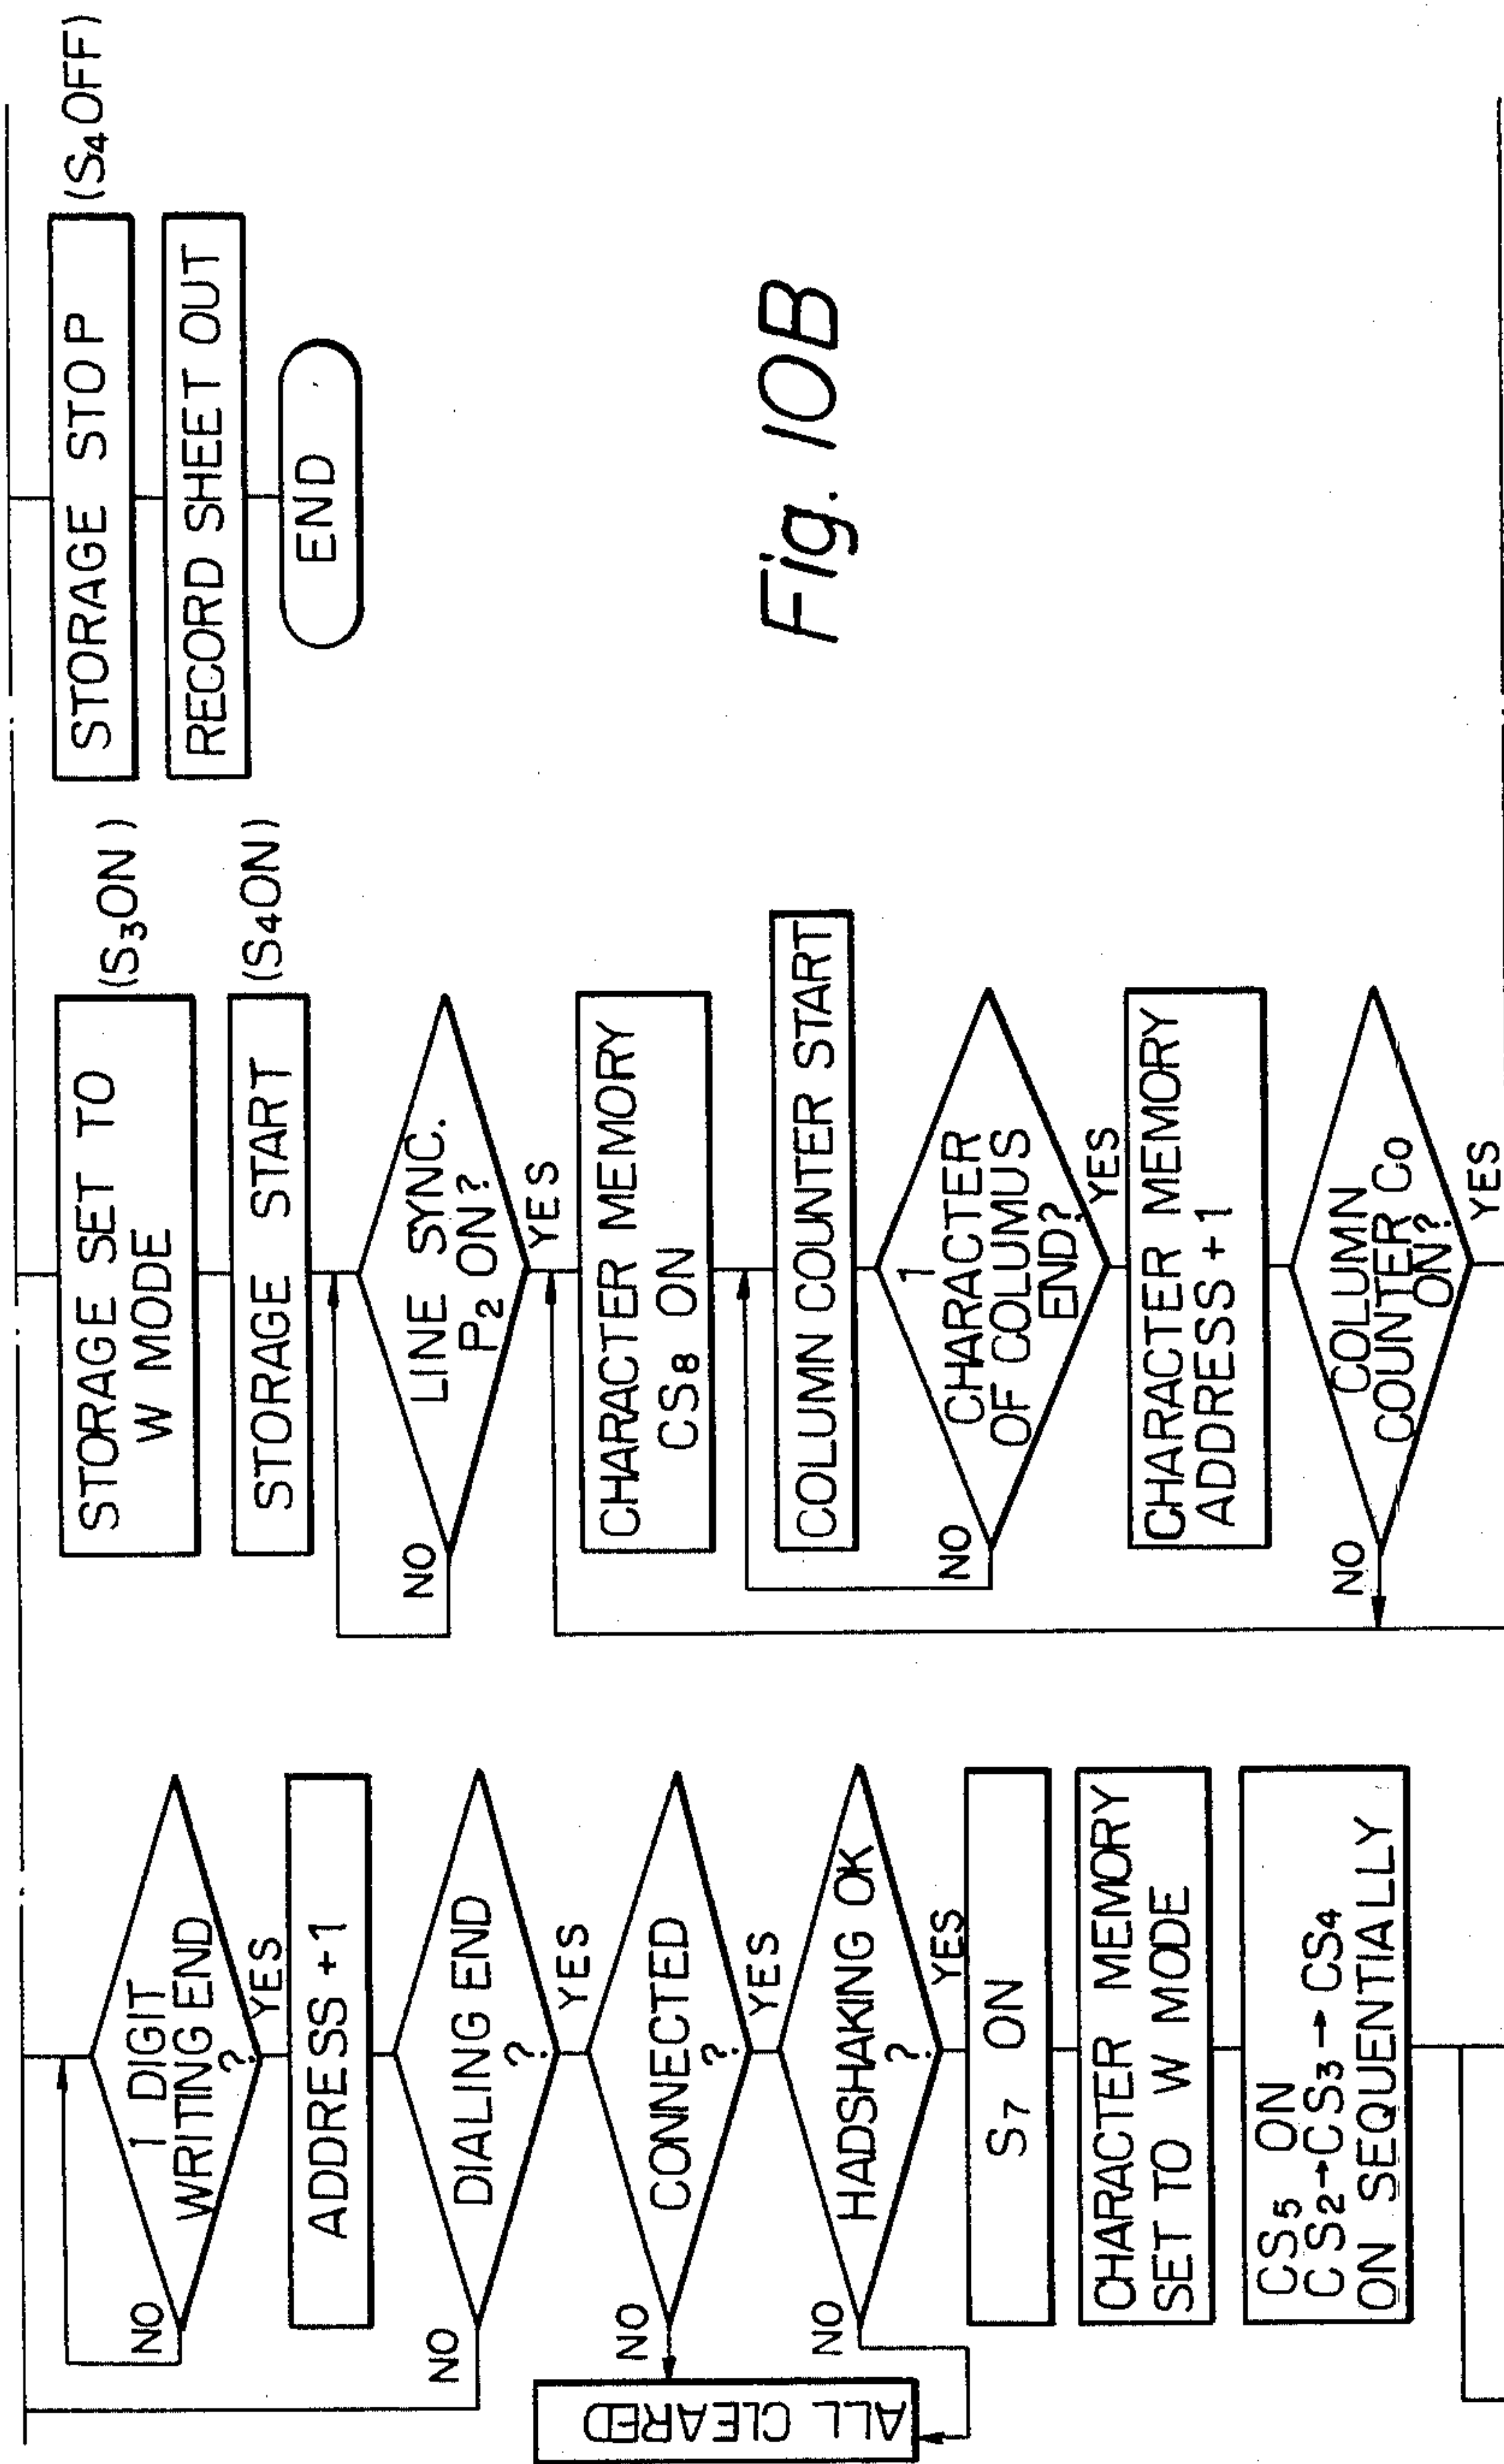 1 DIGIT
WRITING END
?
NO
YES
ADDRESS +1
DIALING END
?
NO
YES
CONNECTED
?
NO
YES
ALL CLEARED
HADSHAKING OK
?
NO
YES
S7 ON
CHARACTER MEMORY
SET TO W MODE
CS5 ON
CS2→CS3→CS4
ON SEQUENTIALLY
STORAGE SET TO
W MODE
(S3ON)
STORAGE START
(S4ON)
LINE SYNC.
P2 ON?
NO
YES
CHARACTER MEMORY
CS8 ON
COLUMN COUNTER START
1
CHARACTER
OF COLUMUS
END?
NO
YES
CHARACTER MEMORY
ADDRESS +1
COLUMN
COUNTER Co
ON?
NO
YES
STORAGE STOP
(S4OFF)
RECORD SHEET OUT
END
Fig. 10B